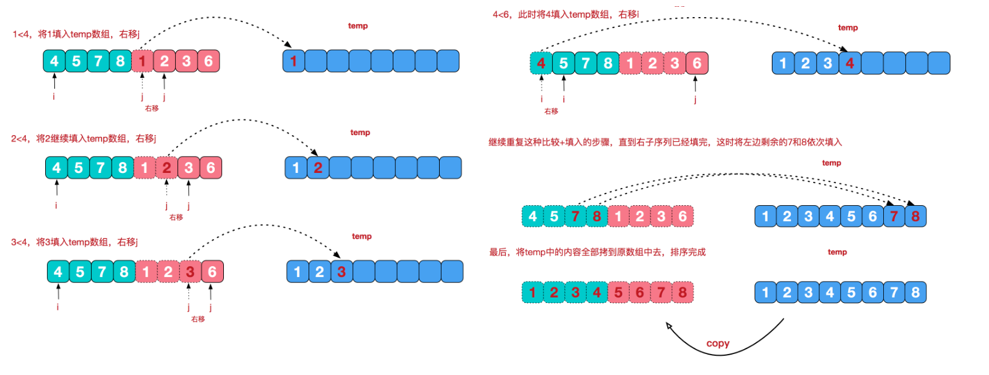 temp
1<4，将1填入temp数组，右移j
4 5 7 8 1 2 3 6
1
i
j
j
右移
temp
2<4，将2继续填入temp数组，右移j
4 5 7 8 1 2 3 6
1 2
i
j
j
右移
temp
3<4，将3填入temp数组，右移j
4 5 7 8 1 2 3 6
1 2 3
i
j
j
右移
4<6，此时将4填入temp数组，右移i
temp
4 5 7 8 1 2 3 6
1 2 3 4
i
i
j
右移
继续重复这种比较+填入的步骤，直到右子序列已经填完，这时将左边剩余的7和8依次填入
temp
4 5 7 8 1 2 3 6
1 2 3 4 5 6 7 8
最后，将temp中的内容全部拷到原数组中去，排序完成
temp
1 2 3 4 5 6 7 8
1 2 3 4 5 6 7 8
copy